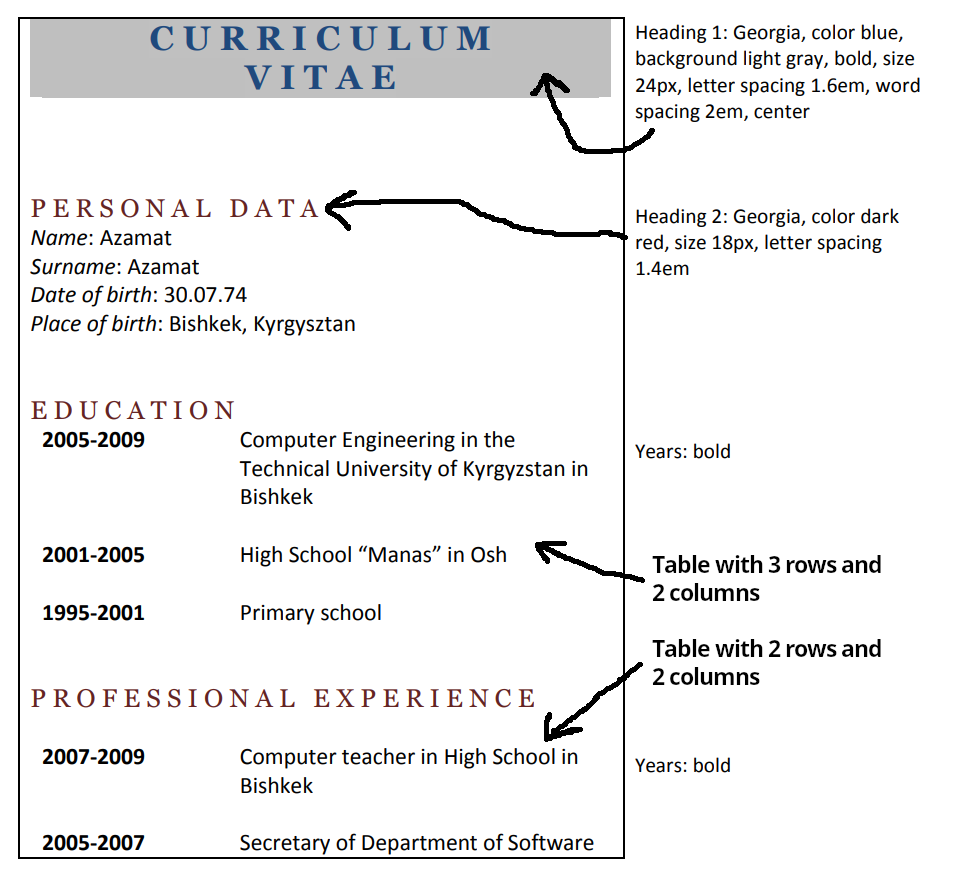 CURRICULUM
VITAE
Heading 1: Georgia, color blue,
background light gray, bold, size
24px, letter spacing 1.6em, word
spacing 2em, center
PERSONAL DATA
Name: Azamat
Surname: Azamat
Date of birth: 30.07.74
Place of birth: Bishkek, Kyrgysztan
Heading 2: Georgia, color dark
red, size 18px, letter spacing
1.4em
EDUCATION
2005-2009 Computer Engineering in the
Technical University of Kyrgyzstan in
Bishkek
Years: bold
2001-2005 High School “Manas” in Osh
1995-2001 Primary school
Table with 3 rows and
2 columns
Table with 2 rows and
2 columns
PROFESSIONAL EXPERIENCE
2007-2009 Computer teacher in High School in
Bishkek
Years: bold
2005-2007 Secretary of Department of Software